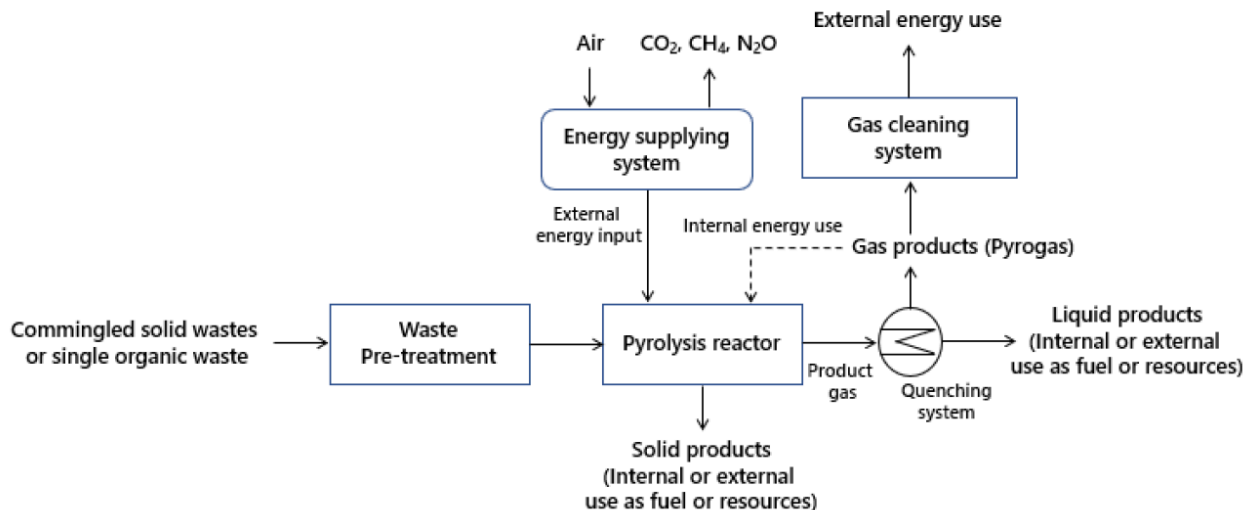 External energy use
Air
CO₂, CH₄, N₂O
Energy supplying
system
Gas cleaning
system
External
energy input
Internal energy use
Gas products (Pyrogas)
Commingled solid wastes
or single organic waste
Waste
Pre-treatment
Pyrolysis reactor
Product
gas
Quenching
system
Liquid products
(Internal or external
use as fuel or resources)
Solid products
(Internal or external
use as fuel or resources)